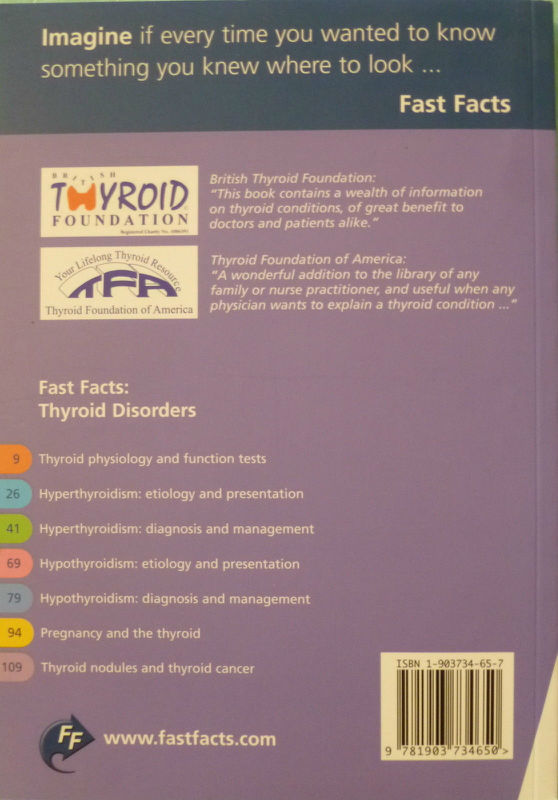 Imagine if every time you wanted to know
something you knew where to look ...
Fast Facts
BRITISH
THYROID
FOUNDATION
British Thyroid Foundation:
"This book contains a wealth of information
on thyroid conditions, of great benefit to
doctors and patients alike."
Your Lifelong Thyroid Resource
TFA
Thyroid Foundation of America
Thyroid Foundation of America:
"A wonderful addition to the library of any
family or nurse practitioner, and useful when any
physician wants to explain a thyroid condition ..."
Fast Facts:
Thyroid Disorders
9 Thyroid physiology and function tests
26 Hyperthyroidism: etiology and presentation
41 Hyperthyroidism: diagnosis and management
69 Hypothyroidism: etiology and presentation
79 Hypothyroidism: diagnosis and management
94 Pregnancy and the thyroid
109 Thyroid nodules and thyroid cancer
ISBN 1-903734-65-7
9 781903 734650 >
FF www.fastfacts.com